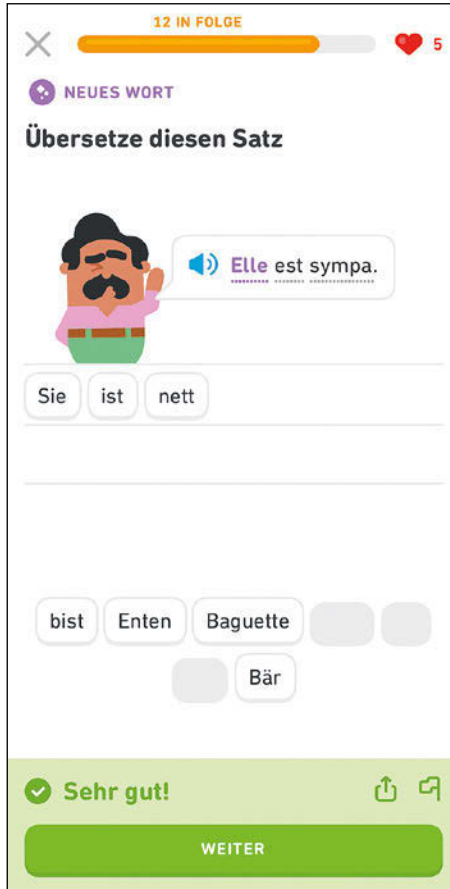 12 IN FOLGE
5
NEUES WORT
Übersetze diesen Satz
Elle est sympa.
Sie ist nett
bist Enten Baguette
Bär
Sehr gut!
WEITER